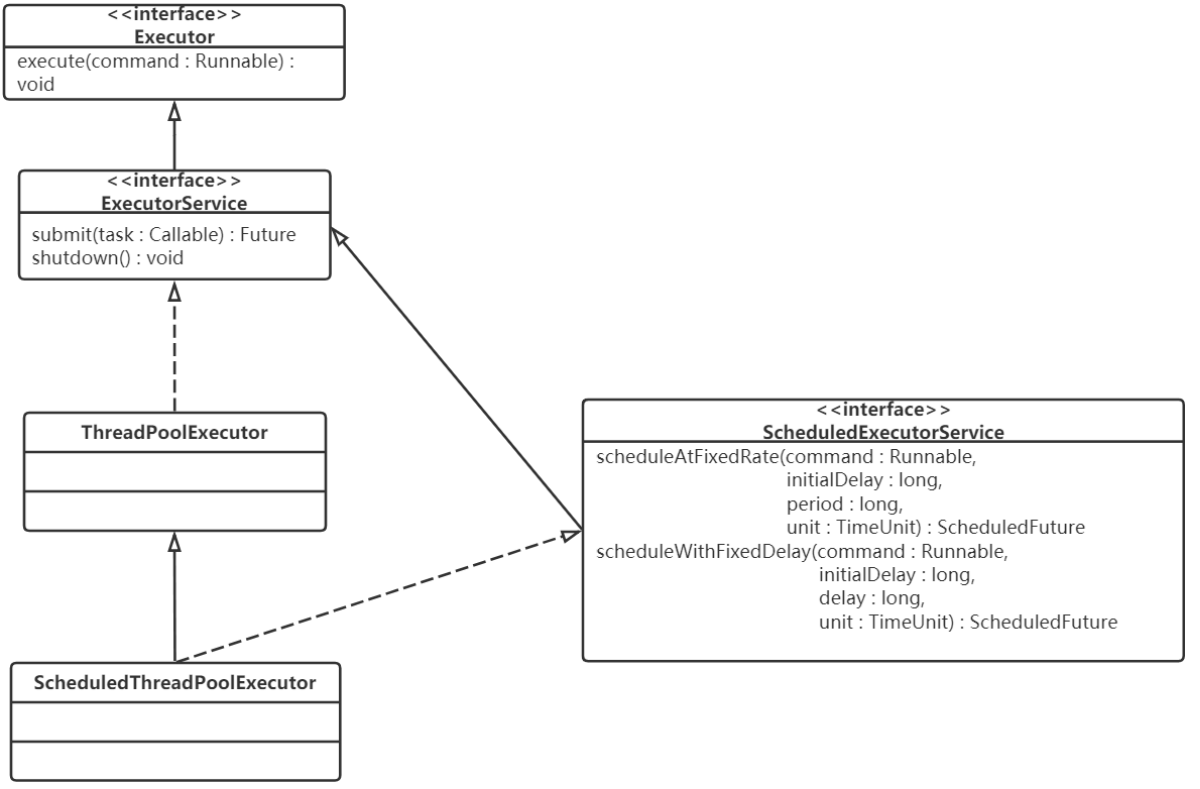 <<interface>>
Executor
execute(command : Runnable) :
void
<<interface>>
ExecutorService
submit(task : Callable) : Future
shutdown() : void
ThreadPoolExecutor
<<interface>>
ScheduledExecutorService
scheduleAtFixedRate(command : Runnable,
initialDelay : long,
period : long,
unit : TimeUnit) : ScheduledFuture
scheduleWithFixedDelay(command : Runnable,
initialDelay : long,
delay : long,
unit : TimeUnit) : ScheduledFuture
ScheduledThreadPoolExecutor